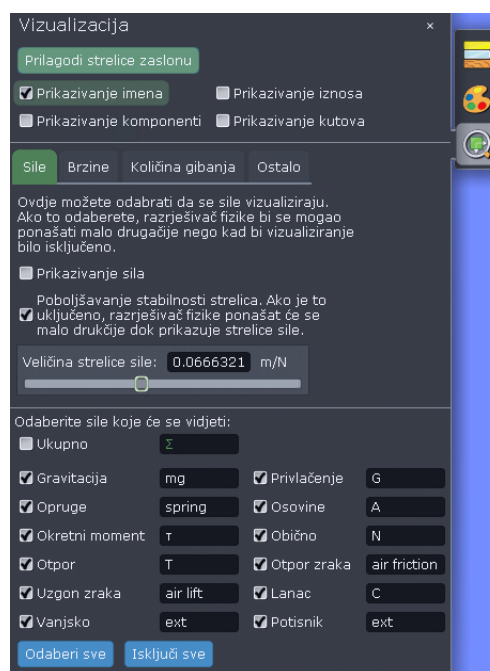 Vizualizacija ×
Prilagodi strelice zaslonu
Prikazivanje imena Prikazivanje iznosa
Prikazivanje komponenti Prikazivanje kutova
Sile Brzine Količina gibanja Ostalo
Ovdje možete odabrati da se sile vizualiziraju.
Ako to odaberete, razrješivač fizike bi se mogao
ponašati malo drugačije nego kad bi vizualiziranje
bilo isključeno.
Prikazivanje sila
Poboljšavanje stabilnosti strelica. Ako je to
uključeno, razrješivač fizike ponašat će se
malo drukčije dok prikazuje strelice sile.
Veličina strelice sile: 0.0666321 m/N
Odaberite sile koje će se vidjeti:
Ukupno Σ
Gravitacija mg Privlačenje G
Opruge spring Osovine A
Okretni moment τ Obično N
Otpor T Otpor zraka air friction
Uzgon zraka air lift Lanac C
Vanjsko ext Potisnik ext
Odaberi sve Isključi sve